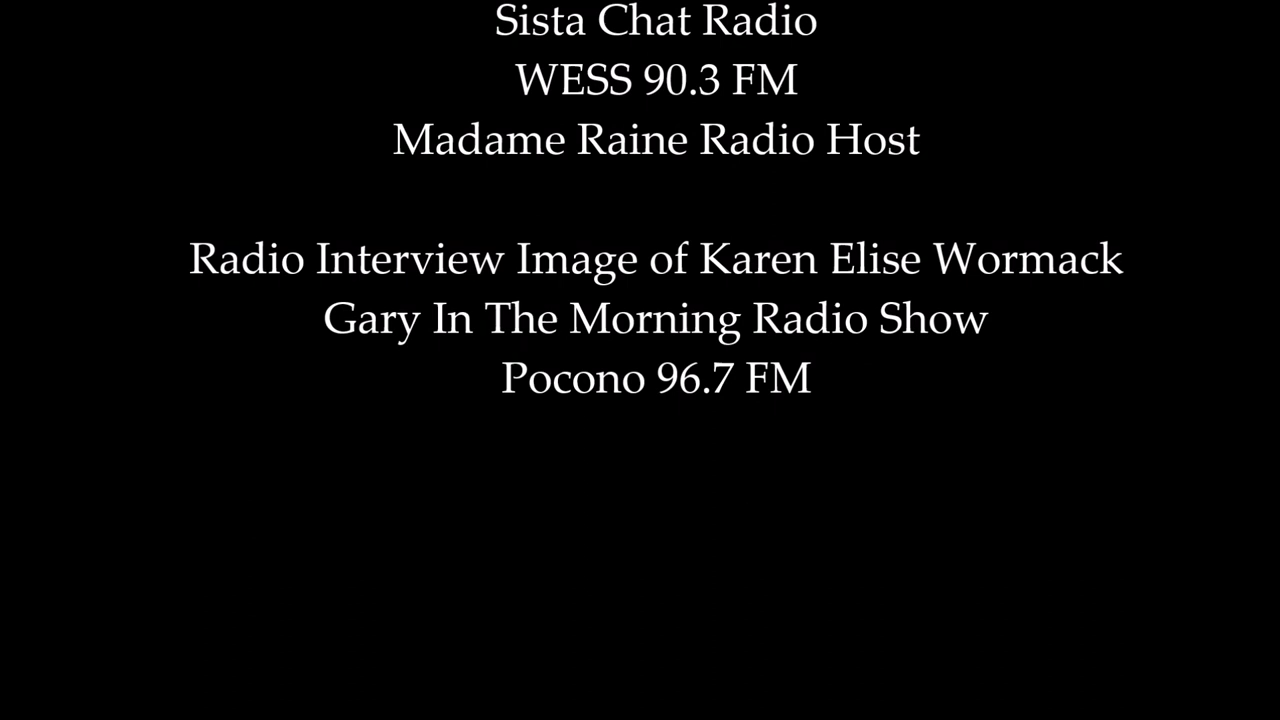 Sista Chat Radio
WESS 90.3 FM
Madame Raine Radio Host
Radio Interview Image of Karen Elise Wormack
Gary In The Morning Radio Show
Pocono 96.7 FM